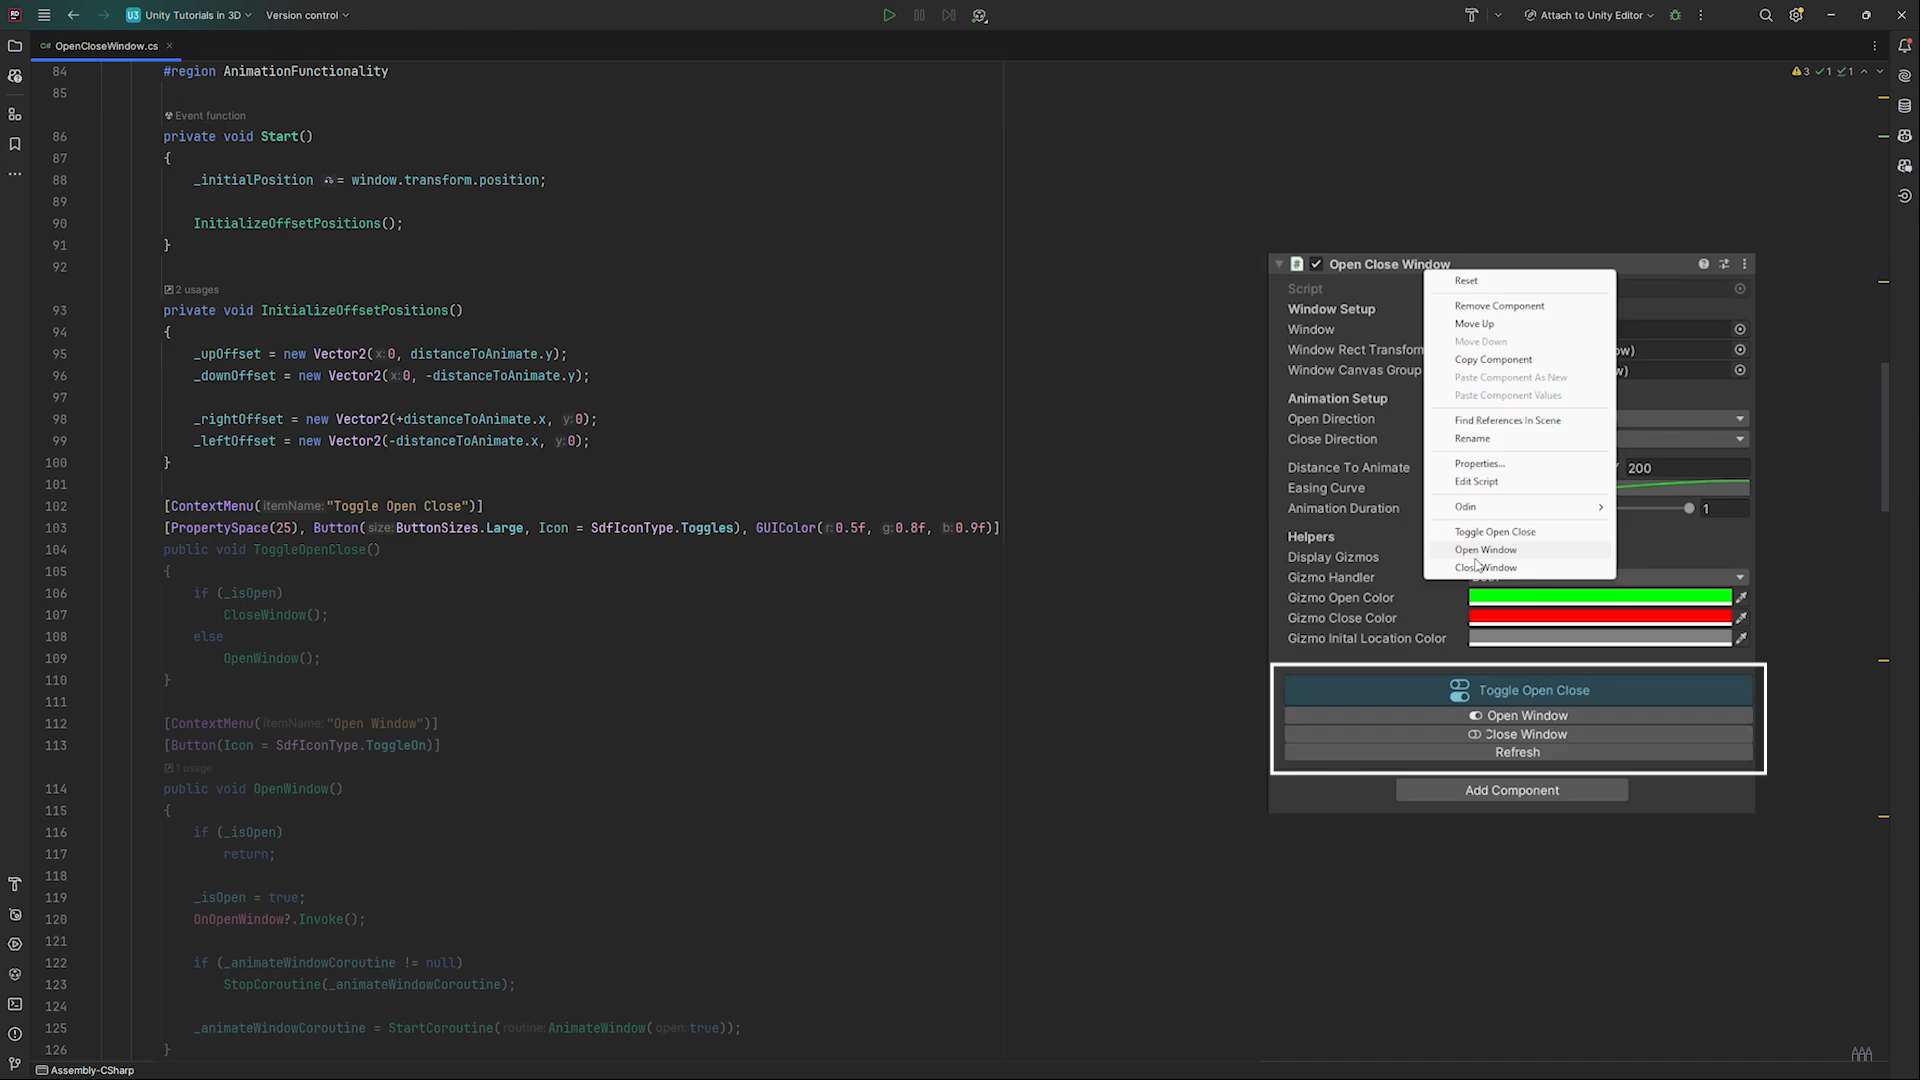 U3 Unity Tutorials in 3D Version control Attach to Unity Editor
C# OpenCloseWindow.cs
3 1 1
84 #region AnimationFunctionality
85
Event function
86 private void Start()
87 {
88 _initialPosition = window.transform.position;
89
90 InitializeOffsetPositions();
91 }
92
2 usages
93 private void InitializeOffsetPositions()
94 {
95 _upOffset = new Vector2(x:0, distanceToAnimate.y);
96 _downOffset = new Vector2(x:0, -distanceToAnimate.y);
97
98 _rightOffset = new Vector2(+distanceToAnimate.x, y:0);
99 _leftOffset = new Vector2(-distanceToAnimate.x, y:0);
100 }
101
102 [ContextMenu(itemName:"Toggle Open Close")]
103 [PropertySpace(25), Button(size:ButtonSizes.Large, Icon = SdfIconType.Toggles), GUIColor(r:0.5f, g:0.8f, b:0.9f)]
104 public void ToggleOpenClose()
105 {
106 if (_isOpen)
107 CloseWindow();
108 else
109 OpenWindow();
110 }
111
112 [ContextMenu(itemName:"Open Window")]
113 [Button(Icon = SdfIconType.ToggleOn)]
1 usage
114 public void OpenWindow()
115 {
116 if (_isOpen)
117 return;
118
119 _isOpen = true;
120 OnOpenWindow?.Invoke();
121
122 if (_animateWindowCoroutine != null)
123 StopCoroutine(_animateWindowCoroutine);
124
125 _animateWindowCoroutine = StartCoroutine(routine:AnimateWindow(open:true));
126 }
Assembly-CSharp
Open Close Window
Script
Window Setup
Window
Window Rect Transform
Window Canvas Group
Animation Setup
Open Direction
Close Direction
Distance To Animate 200
Easing Curve
Animation Duration 1
Helpers
Display Gizmos
Gizmo Handler
Gizmo Open Color
Gizmo Close Color
Gizmo Inital Location Color
Reset
Remove Component
Move Up
Move Down
Copy Component
Paste Component As New
Paste Component Values
Find References In Scene
Rename
Properties...
Edit Script
Odin
Toggle Open Close
Open Window
Close Window
Toggle Open Close
Open Window
Close Window
Refresh
Add Component